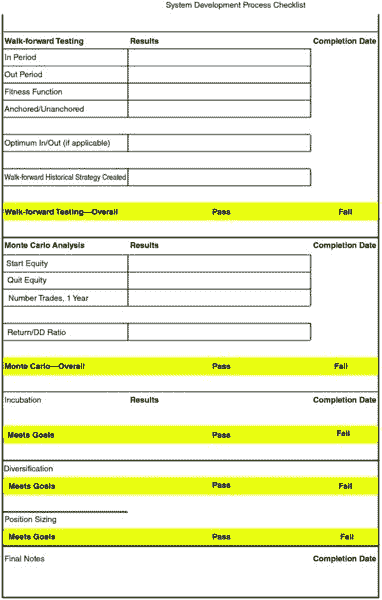 System Development Process Checklist
Walk-forward Testing Results Completion Date
In Period
Out Period
Fitness Function
Anchored/Unanchored
Optimum In/Out (if applicable)
Walk-forward Historical Strategy Created
Walk-forward Testing—Overall Pass Fail
Monte Carlo Analysis Results Completion Date
Start Equity
Quit Equity
Number Trades, 1 Year
Return/DD Ratio
Monte Carlo—Overall Pass Fail
Incubation Results Completion Date
Meets Goals Pass Fail
Diversification
Meets Goals Pass Fail
Position Sizing
Meets Goals Pass Fail
Final Notes Completion Date